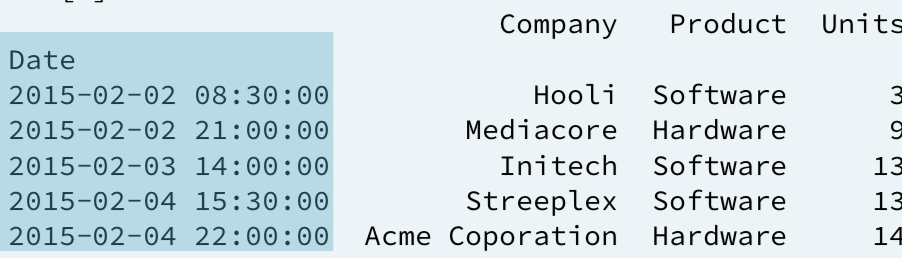 Company Product Units
Date
2015-02-02 08:30:00 Hooli Software 3
2015-02-02 21:00:00 Mediacore Hardware 9
2015-02-03 14:00:00 Initech Software 13
2015-02-04 15:30:00 Streeplex Software 13
2015-02-04 22:00:00 Acme Coporation Hardware 14